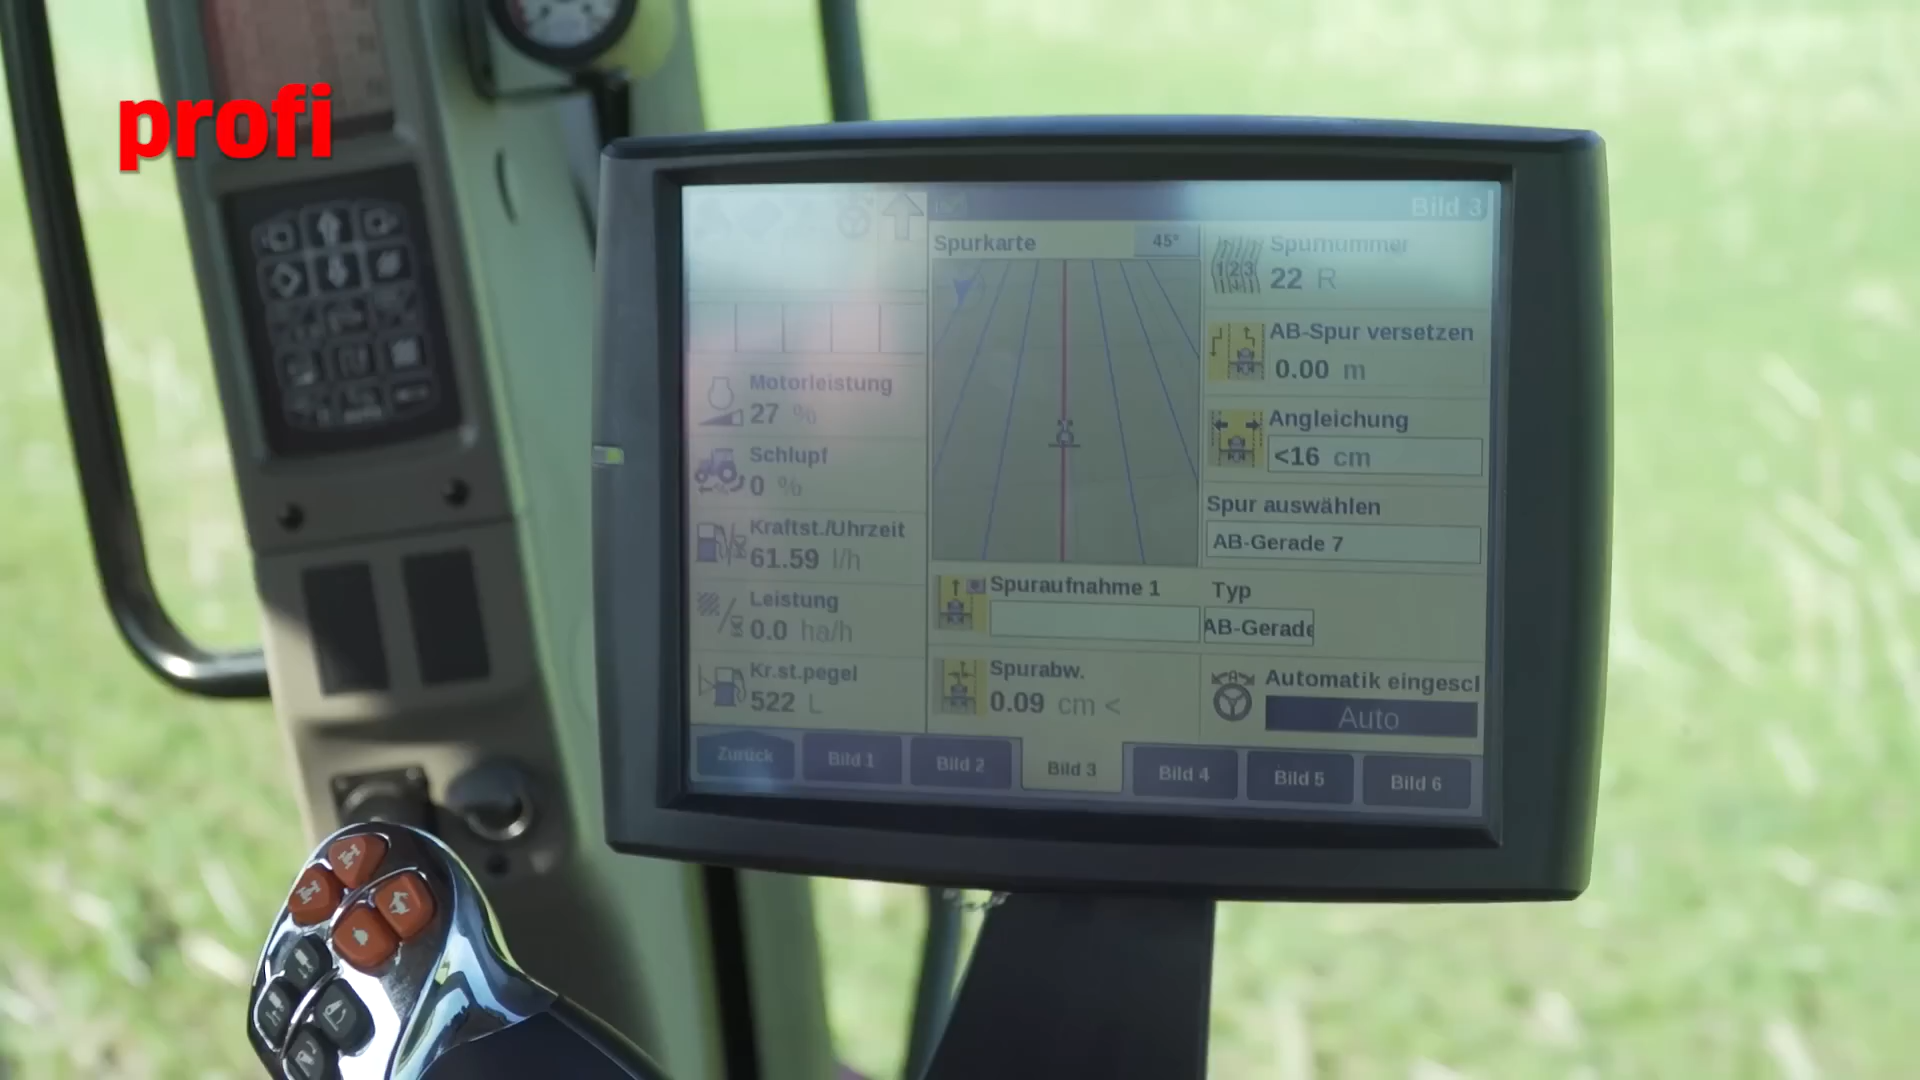 profi
Bild 3
Spurkarte
45°
Spurnummer
22 R
AB-Spur versetzen
0.00 m
Angleichung
<16 cm
Spur auswählen
AB-Gerade 7
Motorleistung
27 %
Schlupf
0 %
Kraftst./Uhrzeit
61.59 l/h
Leistung
0.0 ha/h
Kr.st.pegel
522 L
Spuraufnahme 1
Typ
AB-Gerade
Spurabw.
0.09 cm <
Automatik eingescl
Auto
Zurück
Bild 1
Bild 2
Bild 3
Bild 4
Bild 5
Bild 6